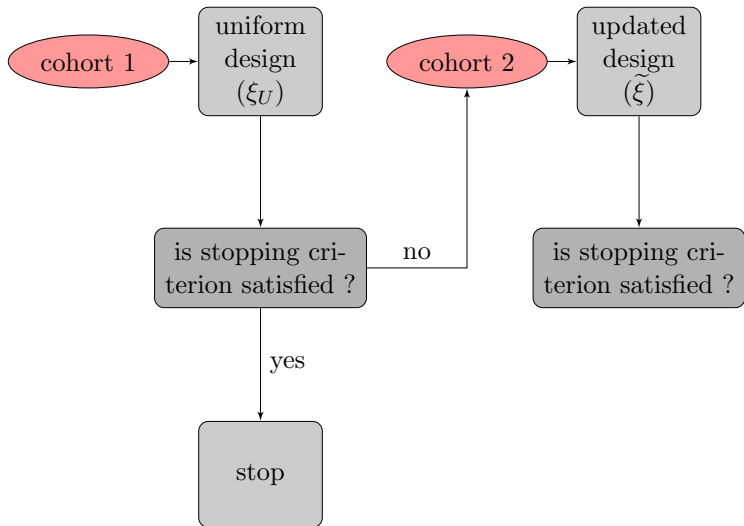 cohort 1
uniform
design
(ξ_U)
cohort 2
updated
design
(ξ̃)
is stopping cri-
terion satisfied ?
no
is stopping cri-
terion satisfied ?
yes
stop